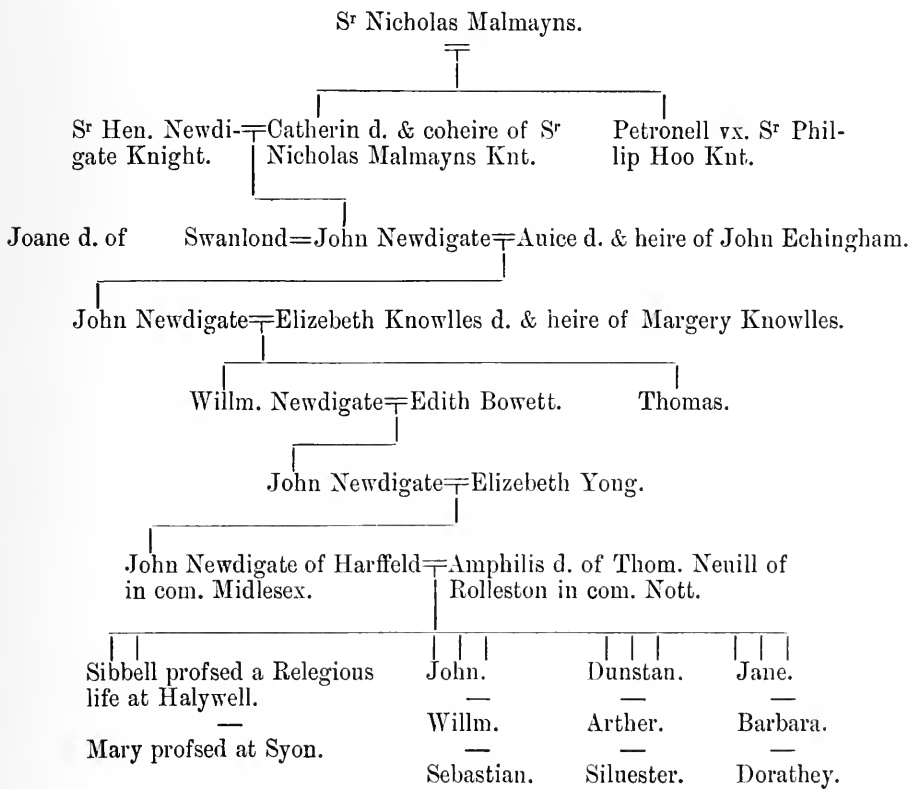 Sʳ Nicholas Malmayns.
Sʳ Hen. Newdi- Catherin d. & coheire of Sʳ Petronell vx. Sʳ Phil-
gate Knight. Nicholas Malmayns Knt. lip Hoo Knt.
Joane d. of Swanlond=John Newdigate=Auice d. & heire of John Echingham.
John Newdigate=Elizebeth Knowlles d. & heire of Margery Knowlles.
Willm. Newdigate=Edith Bowett. Thomas.
John Newdigate=Elizebeth Yong.
John Newdigate of Harffeld=Amphilis d. of Thom. Neuill of
in com. Midlesex. Rolleston in com. Nott.
Sibbell profsed a Relegious John. Dunstan. Jane.
life at Halywell.
Willm. Arther. Barbara.
Mary profsed at Syon.
Sebastian. Siluester. Dorathey.